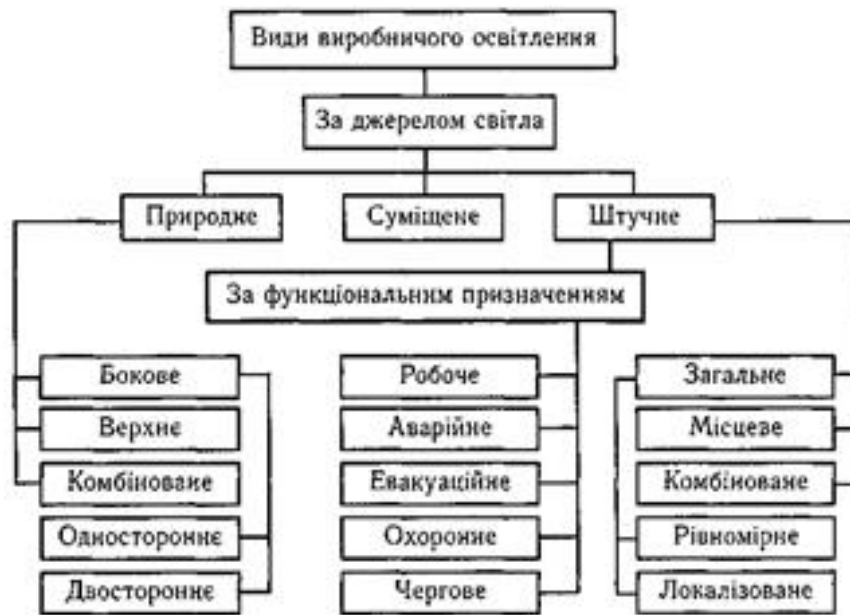 Види виробничого освітлення
За джерелом світла
Природне
Суміщене
Штучне
За функціональним призначенням
Бокове
Верхнє
Комбіноване
Одностороннє
Двостороннє
Робоче
Аварійне
Евакуаційне
Охоронне
Чергове
Загальне
Місцеве
Комбіноване
Рівномірне
Локалізоване